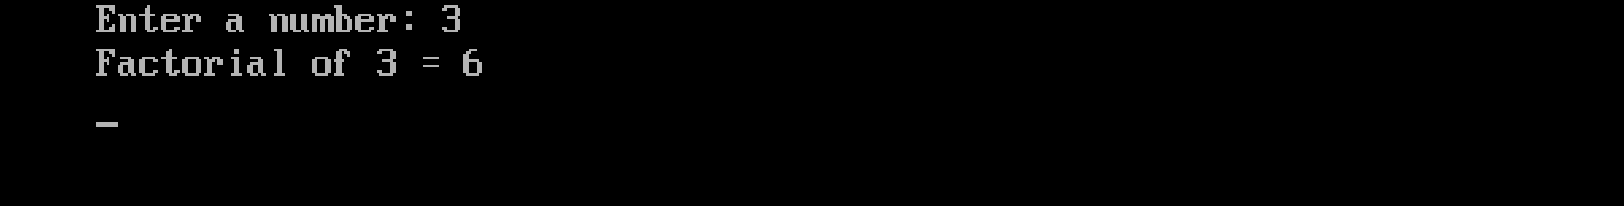 Enter a number: 3
Factorial of 3 = 6